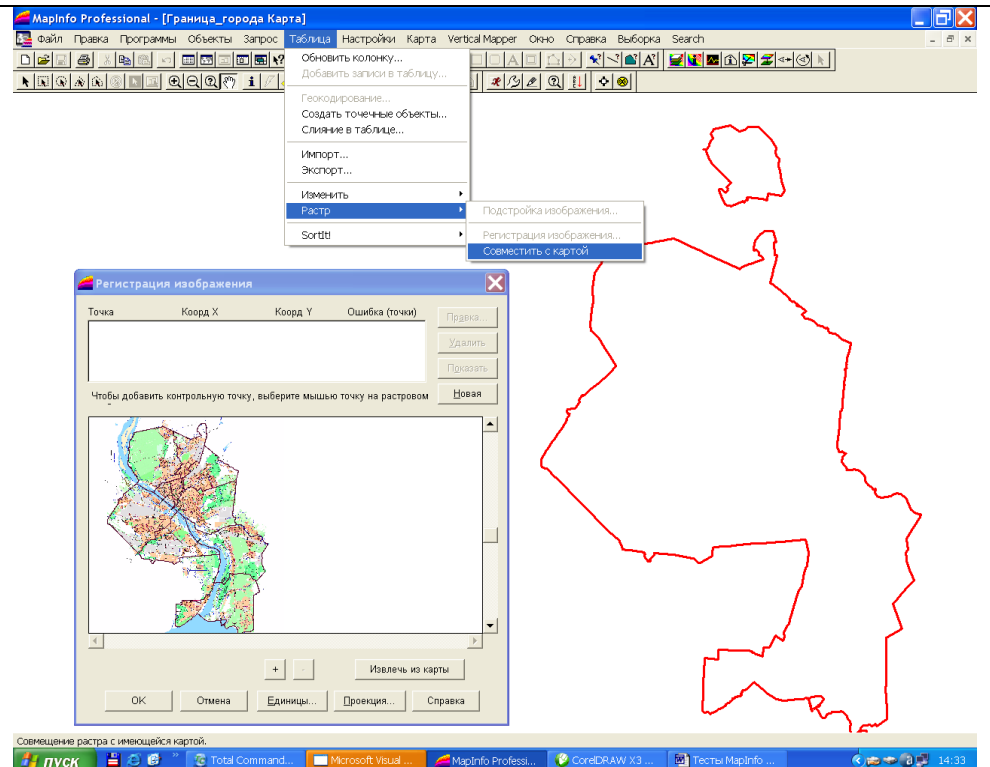 MapInfo Professional - [Граница_города Карта]
Файл Правка Программы Объекты Запрос Таблица Настройки Карта Vertical Mapper Окно Справка Выборка Search
Обновить колонку...
Добавить записи в таблицу...
Геокодирование...
Создать точечные объекты...
Слияние в таблице...
Импорт...
Экспорт...
Изменить
Растр
SortIt!
Подстройка изображения...
Регистрация изображения...
Совместить с картой
Регистрация изображения
Точка Коорд X Коорд Y Ошибка (точки)
Правка...
Удалить
Показать
Новая
Чтобы добавить контрольную точку, выберите мышью точку на растровом
+ -
Извлечь из карты
OK Отмена Единицы... Проекция... Справка
Совмещение растра с имеющейся картой.
пуск Total Command... Microsoft Visual ... MapInfo Professi... CorelDRAW X3 ... Тесты MapInfo ... 14:33